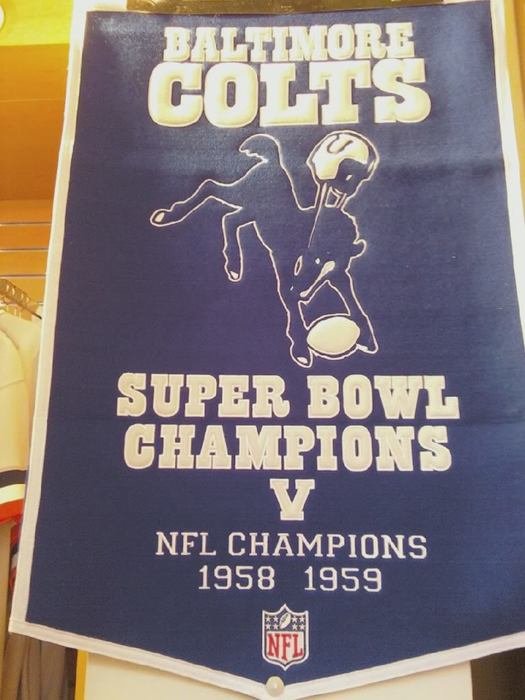 BALTIMORE
COLTS
SUPER BOWL
CHAMPIONS
V
NFL CHAMPIONS
1958 1959
NFL